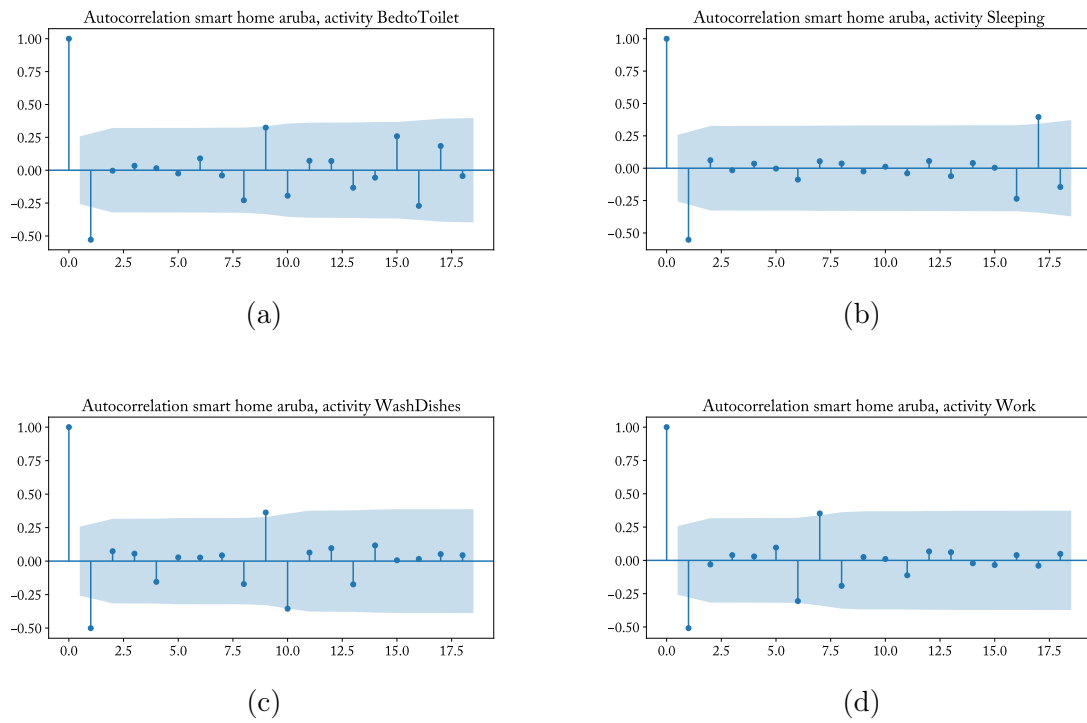 Autocorrelation smart home aruba, activity BedtoToilet
1.00
0.75
0.50
0.25
0.00
−0.25
−0.50
0.0 2.5 5.0 7.5 10.0 12.5 15.0 17.5
(a)
Autocorrelation smart home aruba, activity Sleeping
1.00
0.75
0.50
0.25
0.00
−0.25
−0.50
0.0 2.5 5.0 7.5 10.0 12.5 15.0 17.5
(b)
Autocorrelation smart home aruba, activity WashDishes
1.00
0.75
0.50
0.25
0.00
−0.25
−0.50
0.0 2.5 5.0 7.5 10.0 12.5 15.0 17.5
(c)
Autocorrelation smart home aruba, activity Work
1.00
0.75
0.50
0.25
0.00
−0.25
−0.50
0.0 2.5 5.0 7.5 10.0 12.5 15.0 17.5
(d)